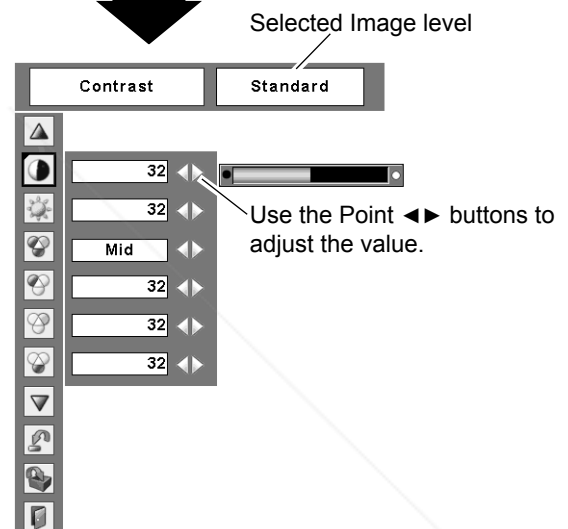 Selected Image level
Contrast
Standard
32
32
Use the Point ◄► buttons to
adjust the value.
Mid
32
32
32